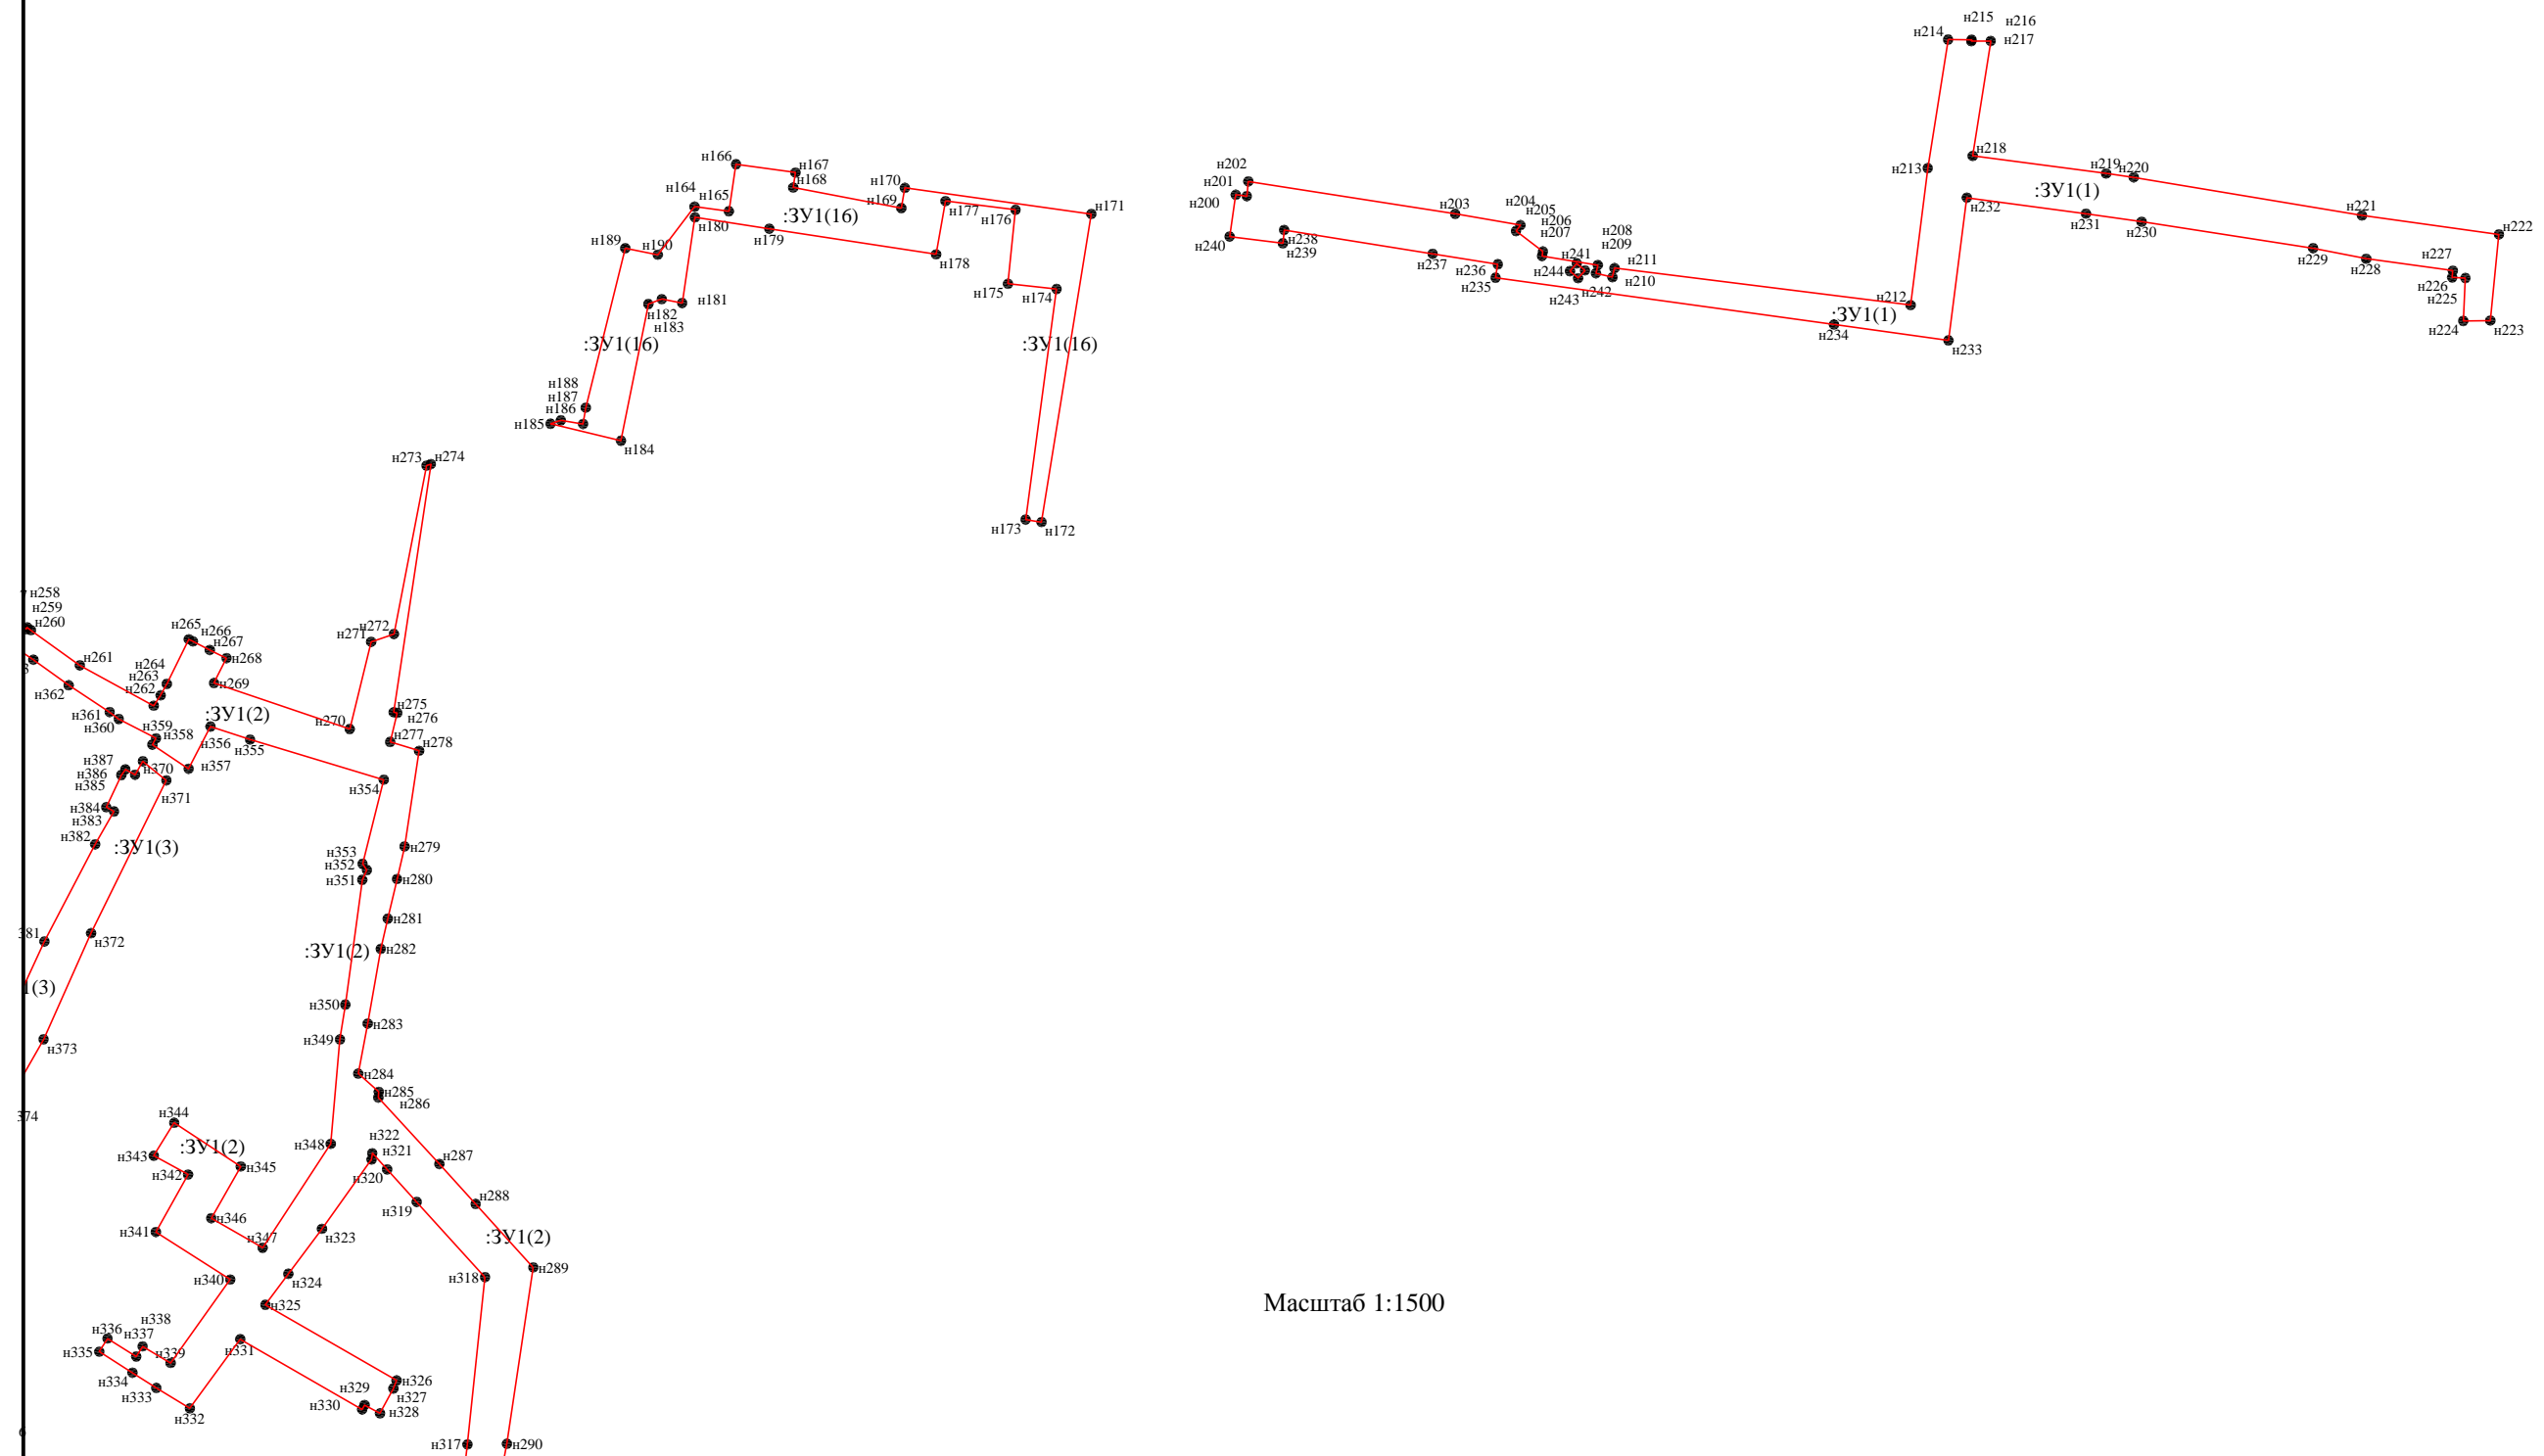 н214
н215
н216
н217
н213
н218
н219
н220
:ЗУ1(1)
н232
н231
н230
н221
н222
н229
н228
н227
н226
н225
н224
н223
н202
н201
н200
н240
н238
н239
н203
н204
н205
н206
н207
н237
н236
н235
н241
н244
н243
н242
н208
н209
н211
н210
н212
:ЗУ1(1)
н234
н233
н166
н167
н168
н164
н165
:ЗУ1(16)
н180
н179
н170
н169
н177
н176
н171
н178
н189
н190
н181
н182
н183
н175
н174
:ЗУ1(16)
:ЗУ1(16)
н188
н187
н186
н185
н184
н173
н172
н273
н274
н258
н259
н260
н261
н265
н266
н267
н268
н264
н263
н262
н269
н271
н272
н362
н361
н360
н359
н358
:ЗУ1(2)
н356
н355
н357
н270
н275
н276
н277
н278
н387
н386
н385
н370
н371
н384
н383
н382
:ЗУ1(3)
н354
н353
н352
н351
н279
н280
н281
н282
:ЗУ1(2)
381
н372
1(3)
н350
н349
н283
н373
н284
н285
н286
374
н344
:ЗУ1(2)
н343
н342
н345
н348
н322
н321
н320
н287
н288
н319
н341
н346
н347
н323
:ЗУ1(2)
н289
н340
н324
н318
н325
Масштаб 1:1500
н336
н338
н337
н335
н339
н331
н334
н333
н332
н329
н330
н326
н327
н328
н317
н290
6